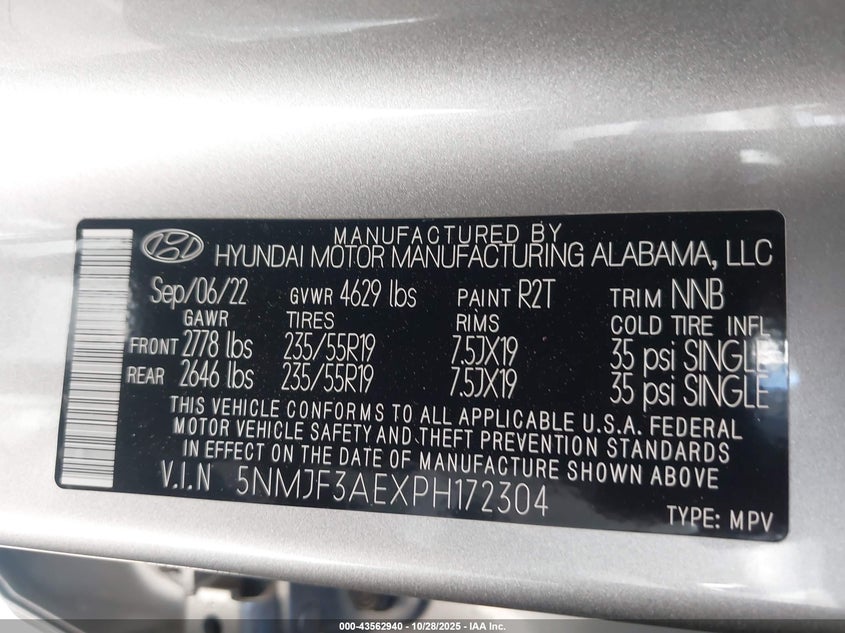 MANUFACTURED BY
HYUNDAI MOTOR MANUFACTURING ALABAMA, LLC
Sep/06/22 GVWR 4629 lbs PAINT R2T TRIM NNB
GAWR TIRES RIMS COLD TIRE INFL
FRONT 2778 lbs 235/55R19 7.5JX19 35 psi SINGLE
REAR 2646 lbs 235/55R19 7.5JX19 35 psi SINGLE
THIS VEHICLE CONFORMS TO ALL APPLICABLE U.S.A. FEDERAL
MOTOR VEHICLE SAFETY AND THEFT PREVENTION STANDARDS
IN EFFECT ON THE DATE OF MANUFACTURE SHOWN ABOVE
V.I.N 5NMJF3AEXPH172304
TYPE: MPV
000-43562940 - 10/28/2025 - IAA Inc.